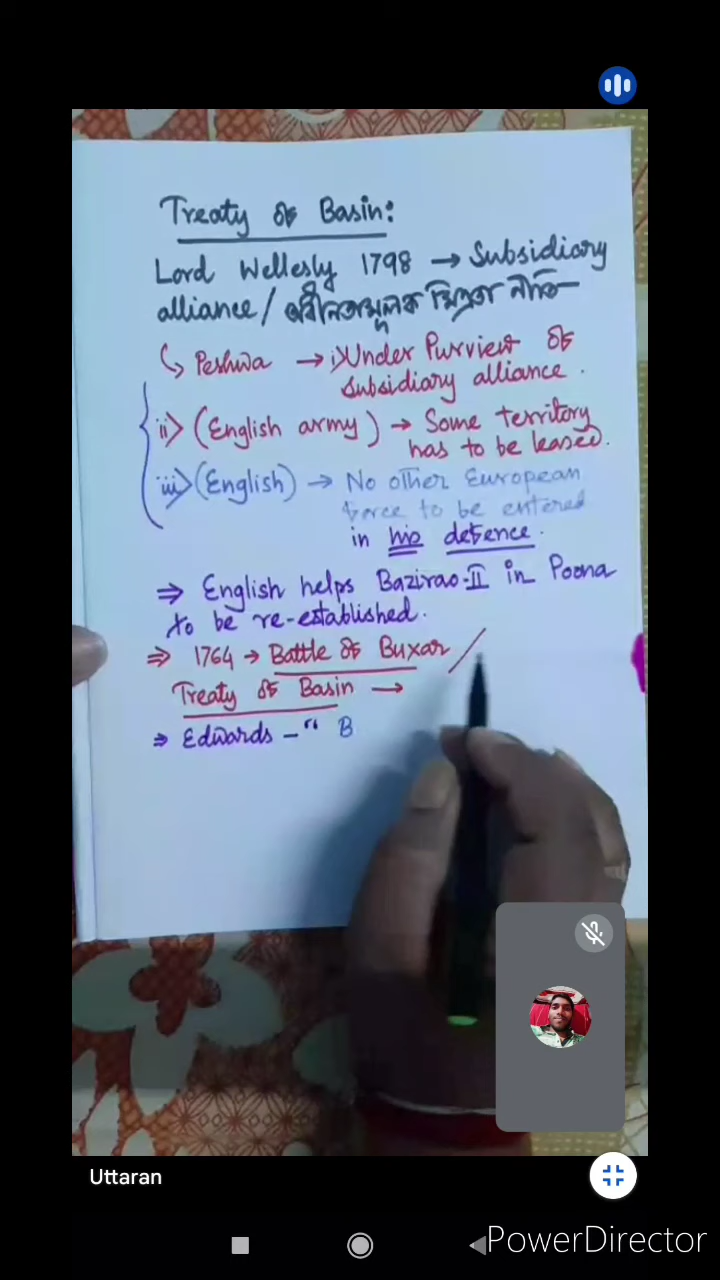 Treaty of Basin:
Lord Wellesly 1798 → Subsidiary
alliance/ অধীনতামূলক মিত্রতা নীতি
↳ Peshwa → i> Under Purview of
subsidiary alliance.
ii> (English army) → Some territory
has to be leased.
iii> (English) → No other European
force to be entered
in his defence.
⇒ English helps Bazirao-II in Poona
to be re-established.
⇒ 1764 → Battle of Buxar /
Treaty of Basin →
⇒ Edwards - " B
Uttaran
PowerDirector